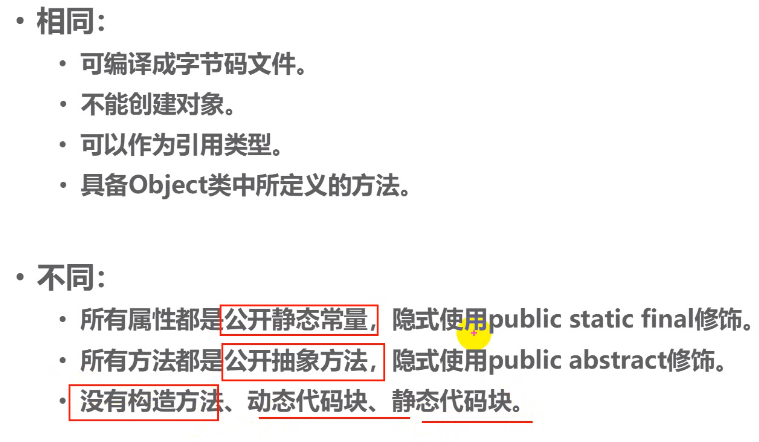 • 相同：
• 可编译成字节码文件。
• 不能创建对象。
• 可以作为引用类型。
• 具备Object类中所定义的方法。
• 不同：
• 所有属性都是公开静态常量，隐式使用public static final修饰。
• 所有方法都是公开抽象方法，隐式使用public abstract修饰。
• 没有构造方法、动态代码块、静态代码块。